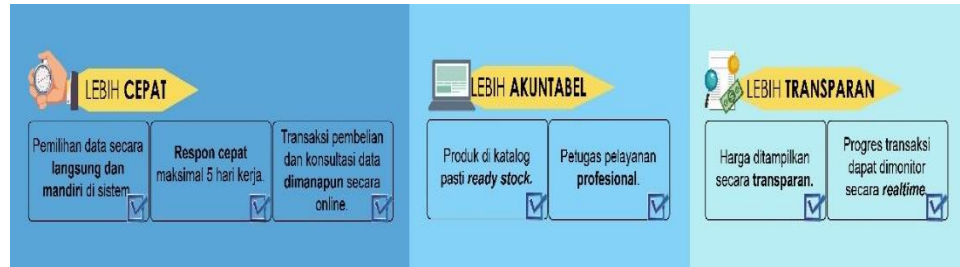 LEBIH CEPAT
Pemilihan data secara
langsung dan
mandiri di sistem
Respon cepat
maksimal 5 hari kerja.
Transaksi pembelian
dan konsultasi data
dimanapun secara
online.
LEBIH AKUNTABEL
Produk di katalog
pasti ready stock.
Petugas pelayanan
profesional.
LEBIH TRANSPARAN
Harga ditampilkan
secara transparan.
Progres transaksi
dapat dimonitor
secara realtime.